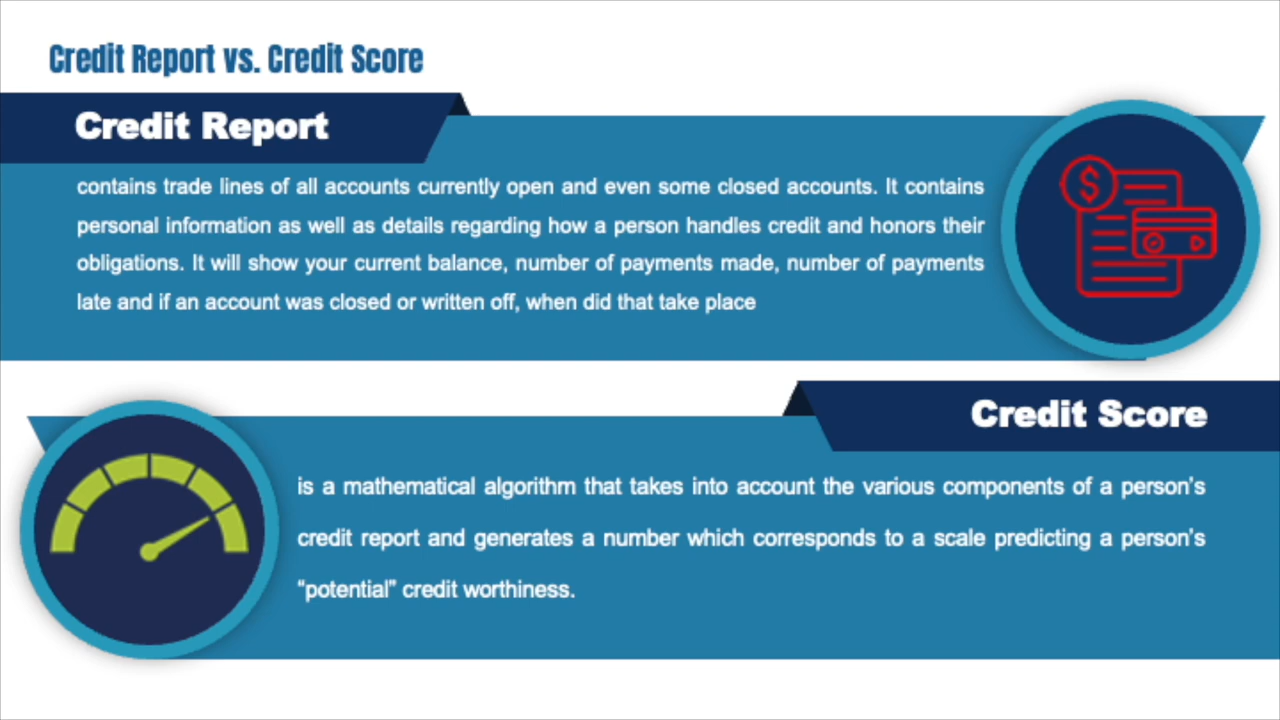 Credit Report vs. Credit Score
Credit Report
contains trade lines of all accounts currently open and even some closed accounts. It contains
personal information as well as details regarding how a person handles credit and honors their
obligations. It will show your current balance, number of payments made, number of payments
late and if an account was closed or written off, when did that take place
Credit Score
is a mathematical algorithm that takes into account the various components of a person's
credit report and generates a number which corresponds to a scale predicting a person's
“potential” credit worthiness.